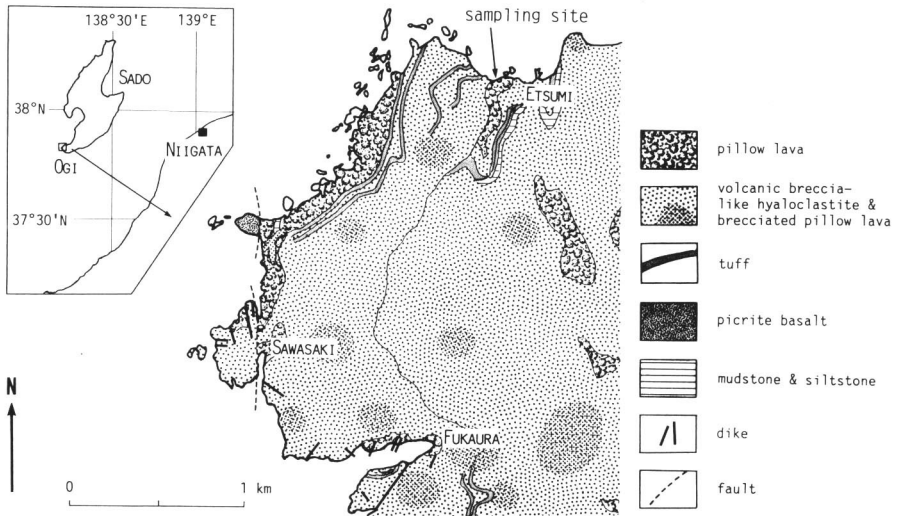 138°30'E
139°E
SADO
38°N
NIIGATA
OGI
37°30'N
sampling site
ETSUMI
SAWASAKI
FUKAURA
N
0 1 km
pillow lava
volcanic breccia-
like hyaloclastite &
brecciated pillow lava
tuff
picrite basalt
mudstone & siltstone
dike
fault